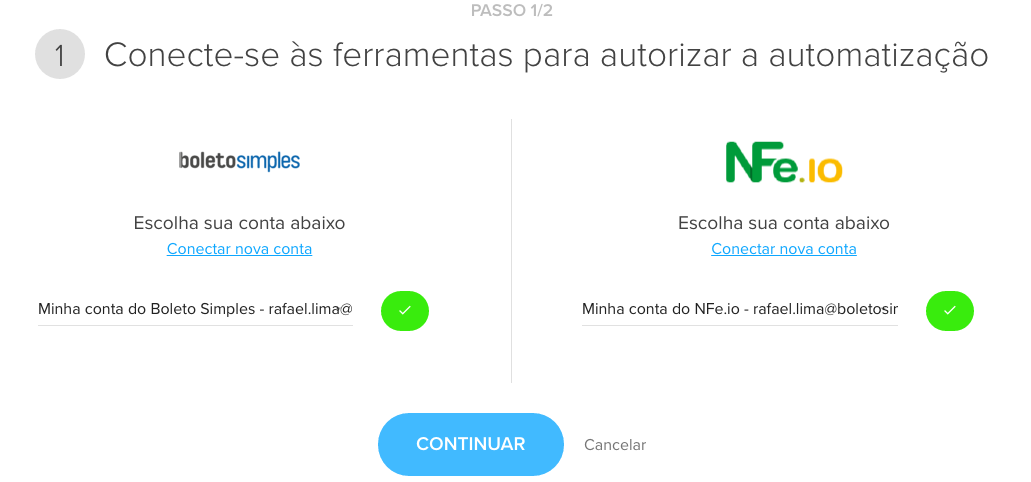 PASSO 1/2
1 Conecte-se às ferramentas para autorizar a automatização
boletosimples
Escolha sua conta abaixo
Conectar nova conta
Minha conta do Boleto Simples - rafael.lima@
NFe.io
Escolha sua conta abaixo
Conectar nova conta
Minha conta do NFe.io - rafael.lima@boletosir
CONTINUAR
Cancelar